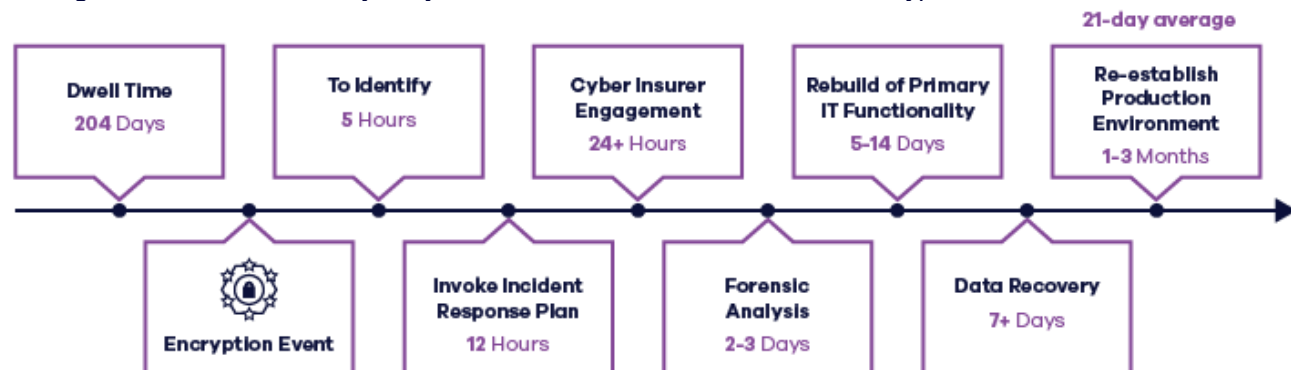 21-day average
Dwell Time
204 Days
Encryption Event
To Identify
5 Hours
Invoke Incident
Response Plan
12 Hours
Cyber Insurer
Engagement
24+ Hours
Forensic
Analysis
2-3 Days
Rebuild of Primary
IT Functionality
5-14 Days
Data Recovery
7+ Days
Re-establish
Production
Environment
1-3 Months